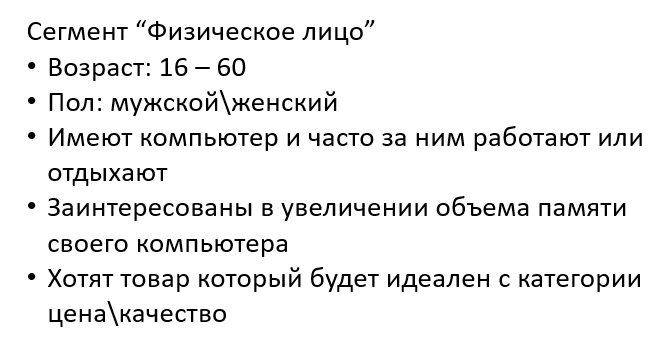 Сегмент “Физическое лицо”
• Возраст: 16 – 60
• Пол: мужской\женский
• Имеют компьютер и часто за ним работают или
отдыхают
• Заинтересованы в увеличении объема памяти
своего компьютера
• Хотят товар который будет идеален с категории
цена\качество